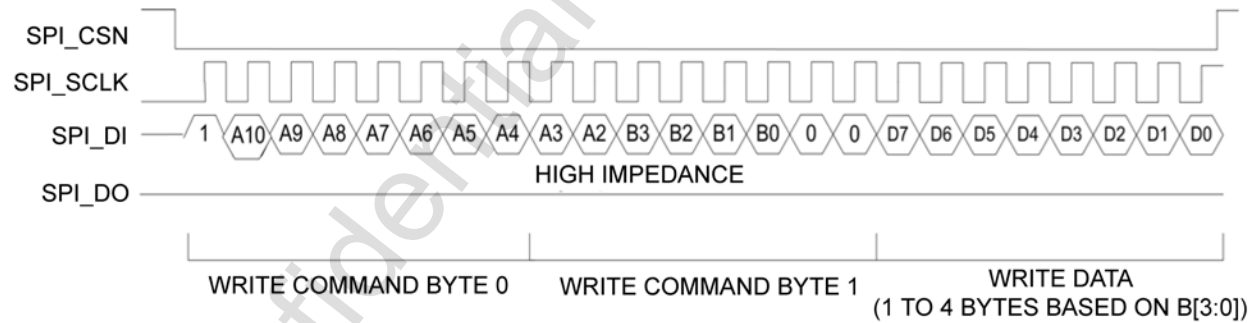 SPI_CSN
SPI_SCLK
SPI_DI 1 A10 A9 A8 A7 A6 A5 A4 A3 A2 B3 B2 B1 B0 0 0 D7 D6 D5 D4 D3 D2 D1 D0
HIGH IMPEDANCE
SPI_DO
WRITE COMMAND BYTE 0 WRITE COMMAND BYTE 1 WRITE DATA
(1 TO 4 BYTES BASED ON B[3:0])
fidential